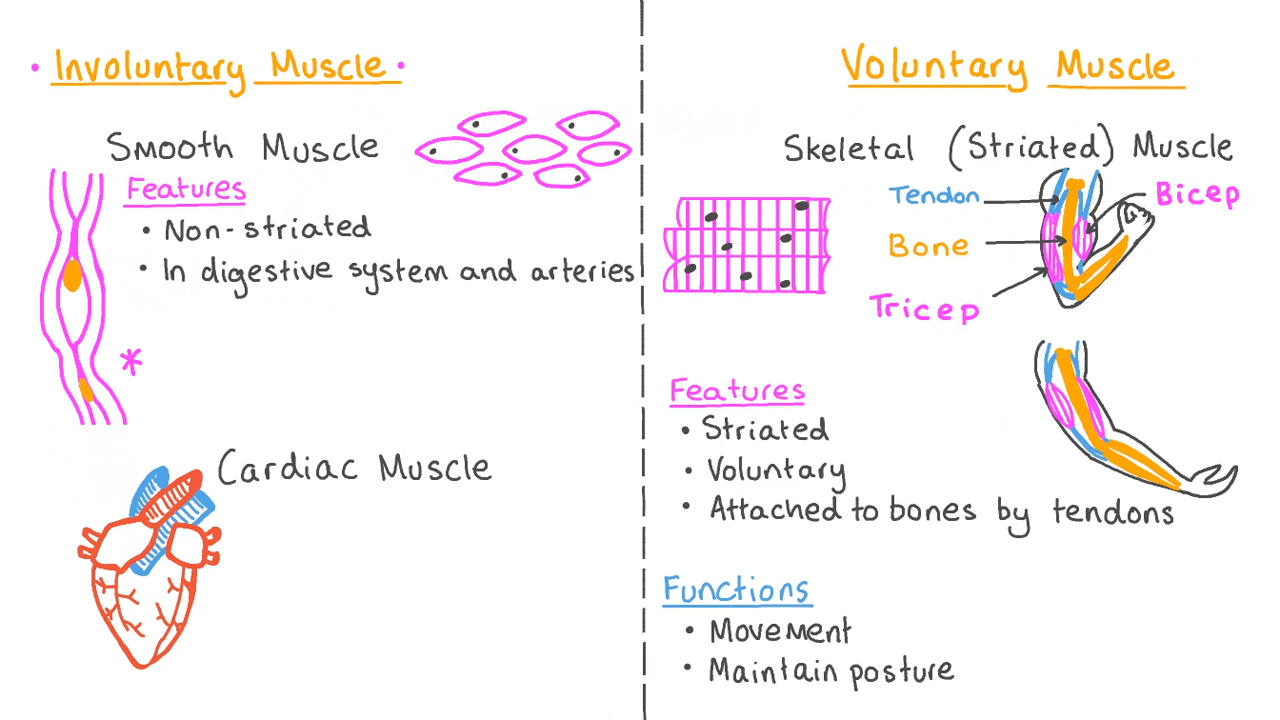 • Involuntary Muscle •
Smooth Muscle
Features
• Non-striated
• In digestive system and arteries
*
Cardiac Muscle
Voluntary Muscle
Skeletal (Striated) Muscle
Tendon
Bicep
Bone
Tricep
Features
• Striated
• Voluntary
• Attached to bones by tendons
Functions
• Movement
• Maintain posture